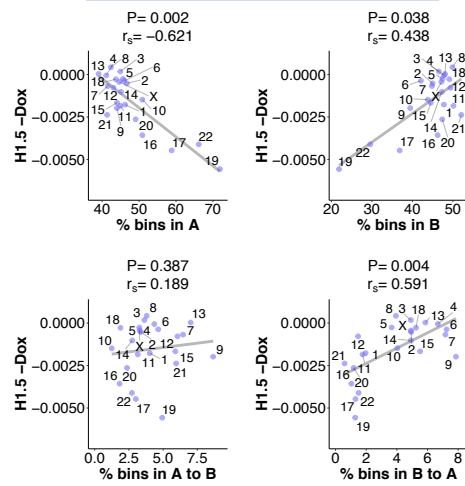 P= 0.002
rs= −0.621
H1.5 −Dox
0.0000
−0.0025
−0.0050
13 4 8 3
18 5 2 6
7 12 14 X
15 11 1 10
21 9 20
16 22
17
19
40 50 60 70
% bins in A
P= 0.038
rs= 0.438
H1.5 −Dox
0.0000
−0.0025
−0.0050
3 4 13 8
6 2 5 18
7 X 12
10 14 11
15 9 1 21
16 20
22 17
19
20 30 40 50
% bins in B
P= 0.387
rs= 0.189
H1.5 −Dox
0.0000
−0.0025
−0.0050
3 8 13
18 6
5 4 7
10 X 2 12
14 1 15 9
16 11 21
20
22 17
19
0.0 2.5 5.0 7.5
% bins in A to B
P= 0.004
rs= 0.591
H1.5 −Dox
0.0000
−0.0025
−0.0050
8 3 18 13 4
12 5 X 6
21 1 10 14 2 7
11 15 9
16 20
17 22
19
0 2 4 6 8
% bins in B to A